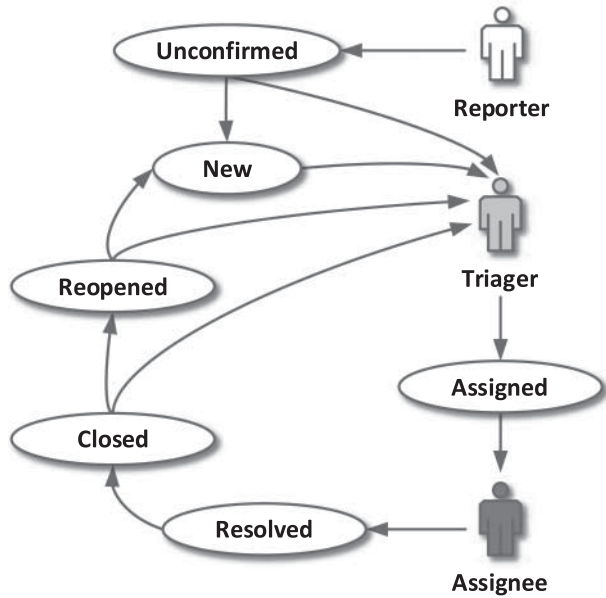 Unconfirmed
Reporter
New
Triager
Reopened
Assigned
Closed
Resolved
Assignee